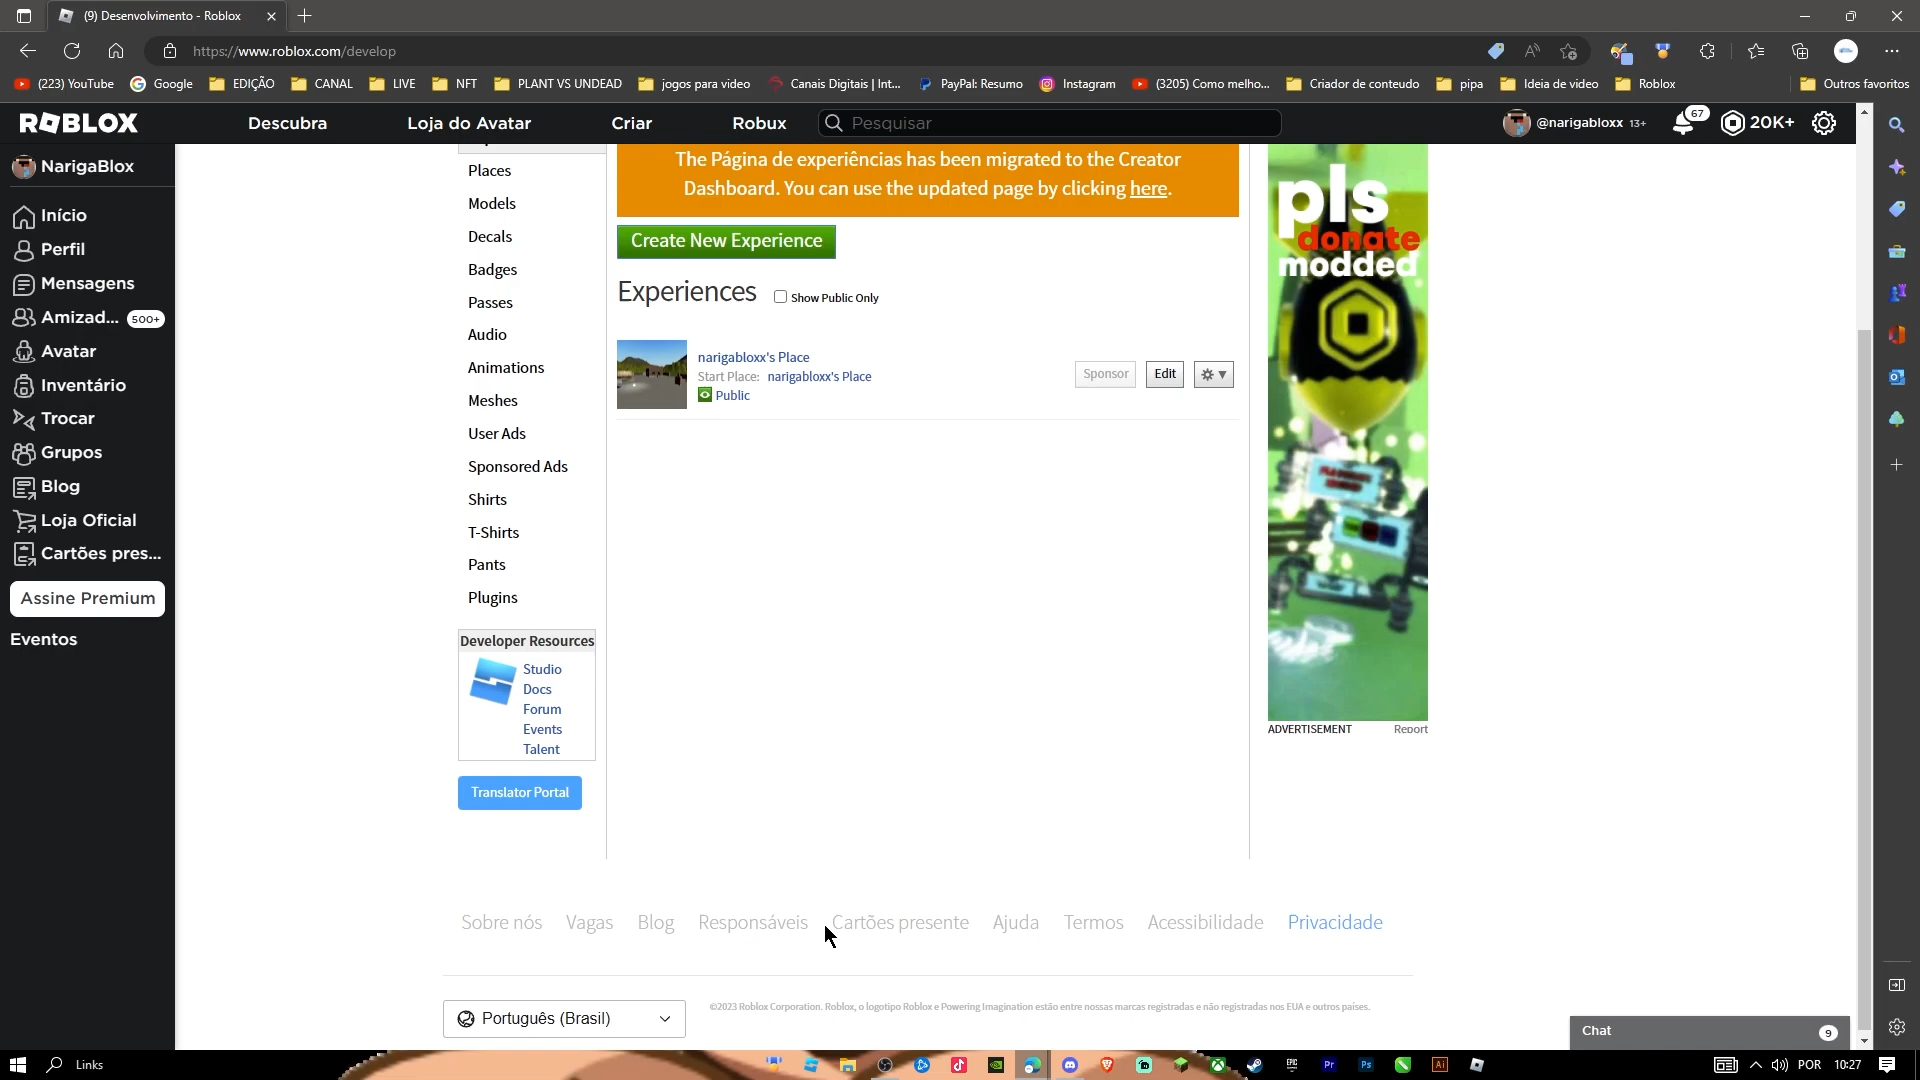 (9) Desenvolvimento - Roblox
https://www.roblox.com/develop
(223) YouTube
Google
EDIÇÃO
CANAL
LIVE
NFT
PLANT VS UNDEAD
jogos para video
Canais Digitais | Int...
PayPal: Resumo
Instagram
(3205) Como melho...
Criador de conteudo
pipa
Ideia de video
Roblox
Outros favoritos
ROBLOX
Descubra
Loja do Avatar
Criar
Robux
Pesquisar
@narigabloxx 13+
67
20K+
NarigaBlox
Início
Perfil
Mensagens
Amizad... 500+
Avatar
Inventário
Trocar
Grupos
Blog
Loja Oficial
Cartões pres...
Assine Premium
Eventos
Places
Models
Decals
Badges
Passes
Audio
Animations
Meshes
User Ads
Sponsored Ads
Shirts
T-Shirts
Pants
Plugins
Developer Resources
Studio
Docs
Forum
Events
Talent
Translator Portal
The Página de experiências has been migrated to the Creator
Dashboard. You can use the updated page by clicking here.
Create New Experience
Experiences
Show Public Only
narigabloxx's Place
Start Place: narigabloxx's Place
Public
Sponsor
Edit
pls
donate
modded
ADVERTISEMENT
Report
Sobre nós
Vagas
Blog
Responsáveis
Cartões presente
Ajuda
Termos
Acessibilidade
Privacidade
Português (Brasil)
©2023 Roblox Corporation. Roblox, o logotipo Roblox e Powering Imagination estão entre nossas marcas registradas e não registradas nos EUA e outros países.
Chat
9
Links
EPIC
Pr
Ps
Ai
POR
10:27